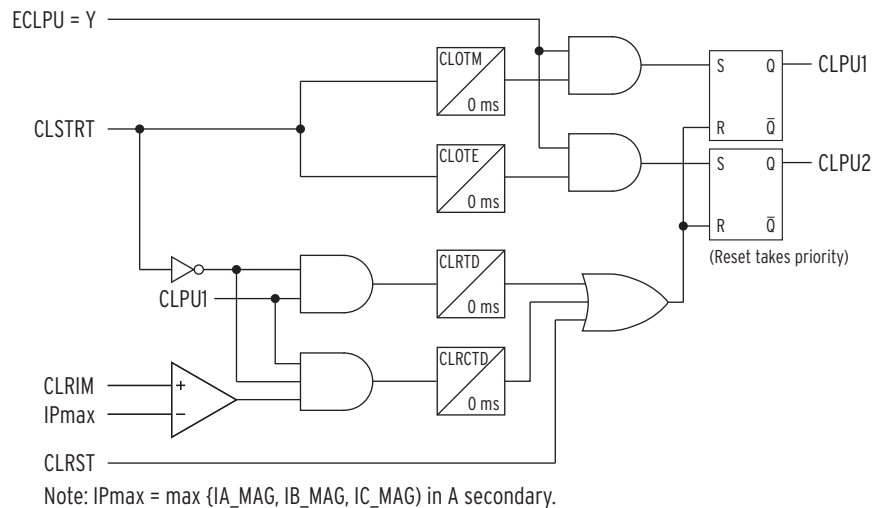 ECLPU = Y
CLOTM
0 ms
S Q
CLPU1
CLSTRT
R Q̅
CLOTE
0 ms
S Q
CLPU2
R Q̅
(Reset takes priority)
CLRTD
0 ms
CLPU1
CLRCTD
0 ms
CLRIM
+
IPmax
–
CLRST
Note: IPmax = max {IA_MAG, IB_MAG, IC_MAG) in A secondary.